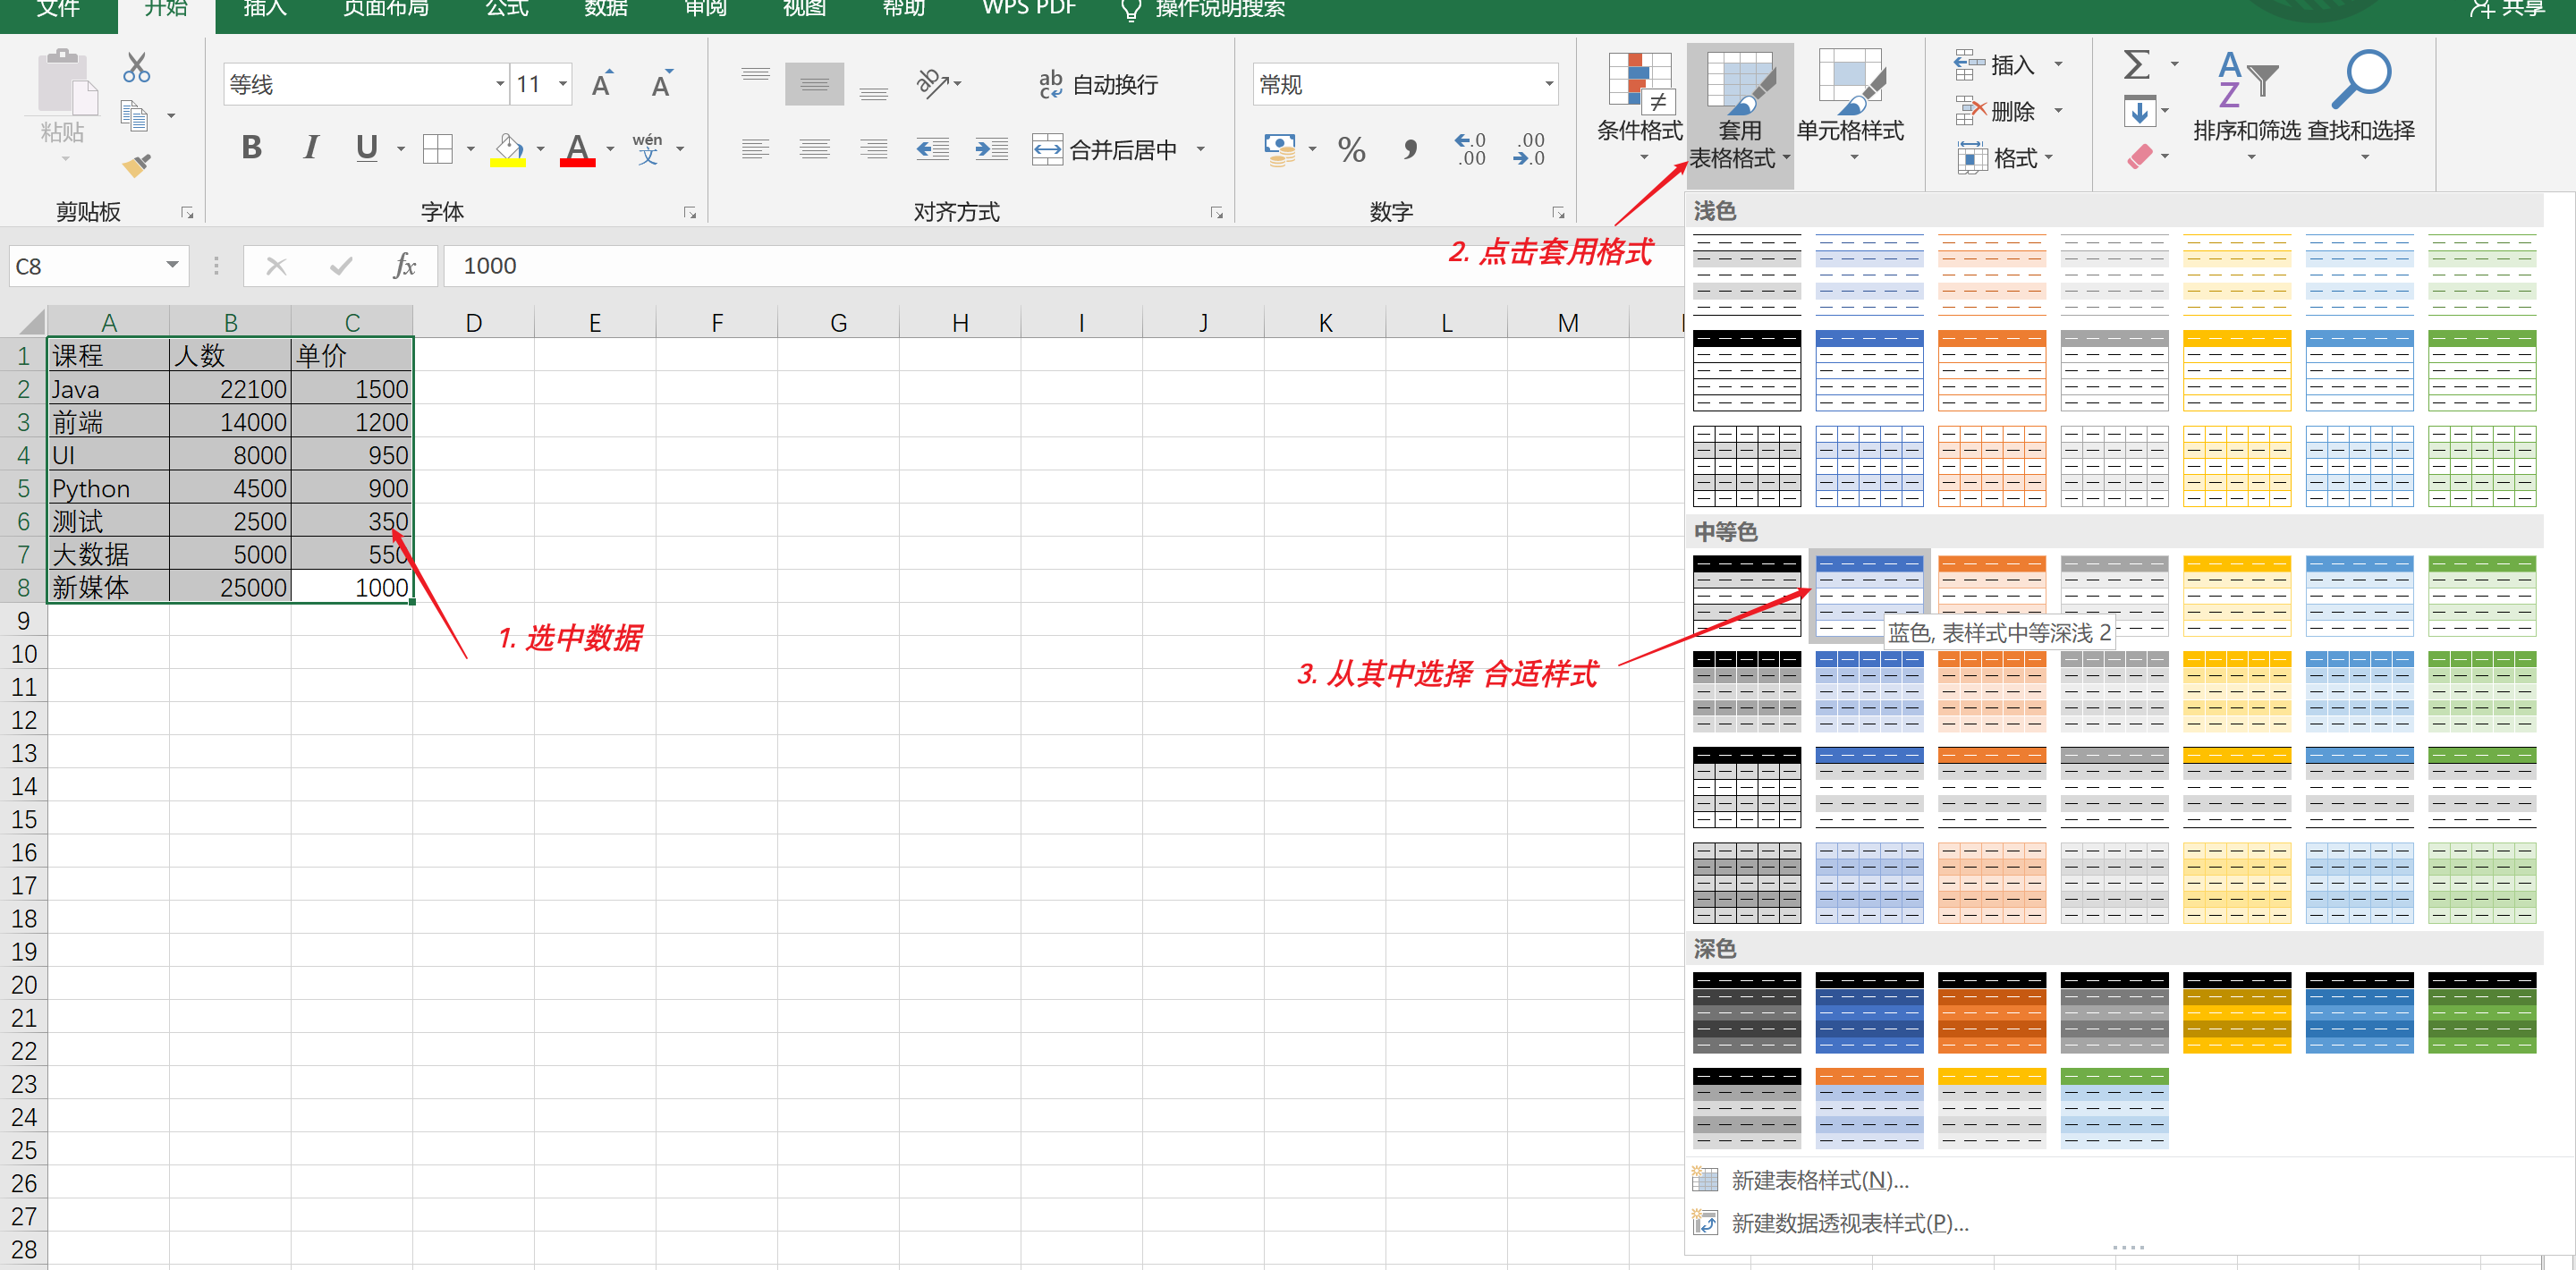 文件 开始 插入 页面布局 公式 数据 审阅 视图 帮助 WPS PDF 操作说明搜索 共享
等线 11 A A
ab 自动换行
常规
条件格式 套用 表格格式 单元格样式
插入
删除
格式
排序和筛选 查找和选择
粘贴
B I U A wén 文
合并后居中
% , .0 .00 .00 .0
剪贴板 字体 对齐方式 数字
C8 fx 1000
2. 点击套用格式
A B C D E F G H I J K L M
1 课程 人数 单价
2 Java 22100 1500
3 前端 14000 1200
4 UI 8000 950
5 Python 4500 900
6 测试 2500 350
7 大数据 5000 550
8 新媒体 25000 1000
9
10
11
12
13
14
15
16
17
18
19
20
21
22
23
24
25
26
27
28
1. 选中数据
3. 从其中选择 合适样式
浅色
中等色
蓝色, 表样式中等深浅 2
深色
新建表格样式(N)...
新建数据透视表样式(P)...